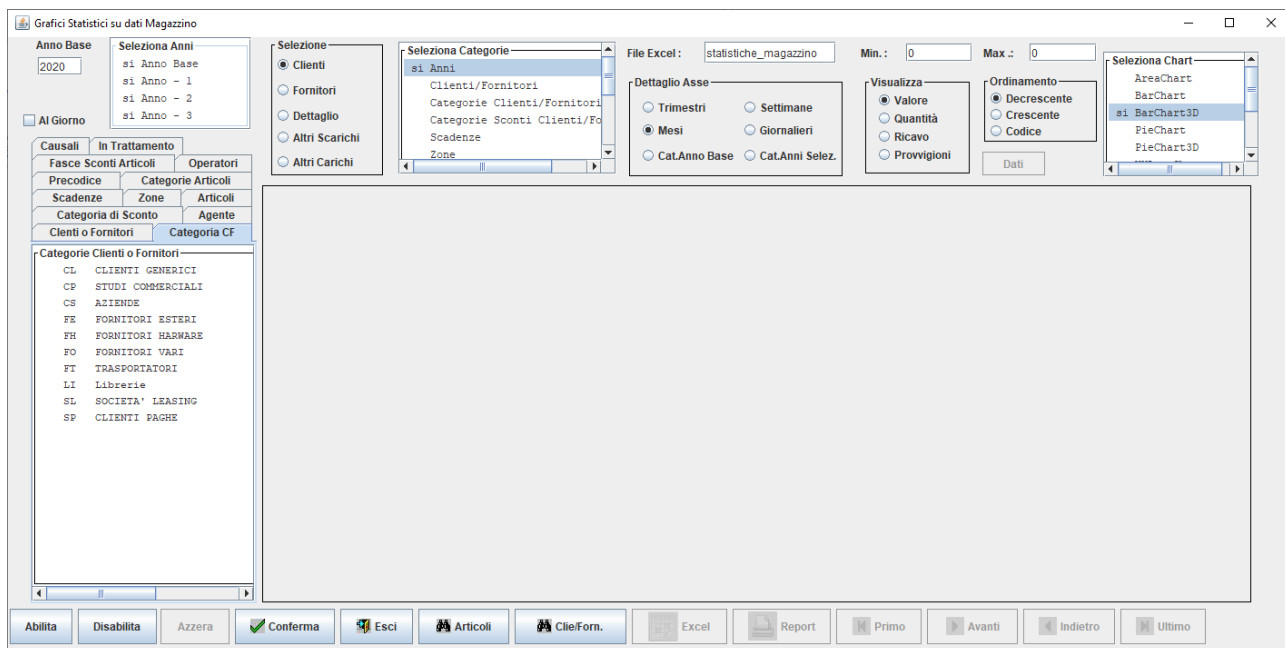 Grafici Statistici su dati Magazzino
Anno Base
2020
Al Giorno
Seleziona Anni
si Anno Base
si Anno - 1
si Anno - 2
si Anno - 3
Selezione
Clienti
Fornitori
Dettaglio
Altri Scarichi
Altri Carichi
Seleziona Categorie
si Anni
Clienti/Fornitori
Categorie Clienti/Fornitori
Categorie Sconti Clienti/Fo
Scadenze
Zone
File Excel :
statistiche_magazzino
Min. :
0
Max .:
0
Dettaglio Asse
Trimestri
Settimane
Mesi
Giornalieri
Cat.Anno Base
Cat.Anni Selez.
Visualizza
Valore
Quantità
Ricavo
Provvigioni
Ordinamento
Decrescente
Crescente
Codice
Dati
Seleziona Chart
AreaChart
BarChart
si BarChart3D
PieChart
PieChart3D
Causali
In Trattamento
Fasce Sconti Articoli
Operatori
Precodice
Categorie Articoli
Scadenze
Zone
Articoli
Categoria di Sconto
Agente
Clenti o Fornitori
Categoria CF
Categorie Clienti o Fornitori
CL CLIENTI GENERICI
CP STUDI COMMERCIALI
CS AZIENDE
FE FORNITORI ESTERI
FH FORNITORI HARWARE
FO FORNITORI VARI
FT TRASPORTATORI
LI Librerie
SL SOCIETA' LEASING
SP CLIENTI PAGHE
Abilita
Disabilita
Azzera
Conferma
Esci
Articoli
Clie/Forn.
Excel
Report
Primo
Avanti
Indietro
Ultimo